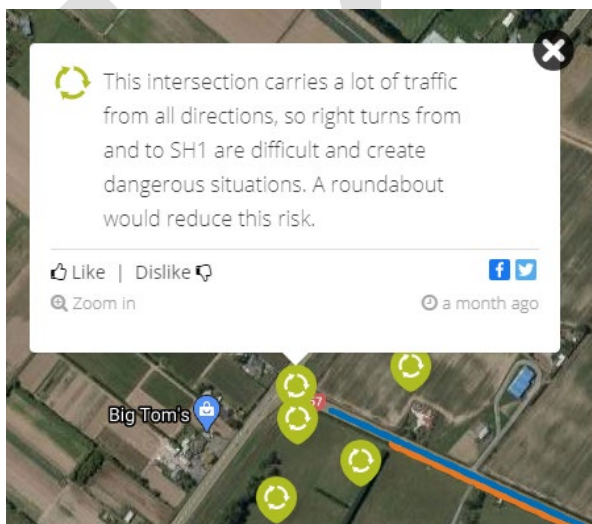 This intersection carries a lot of traffic
from all directions, so right turns from
and to SH1 are difficult and create
dangerous situations. A roundabout
would reduce this risk.
Like | Dislike
Zoom in
a month ago
Big Tom's
57